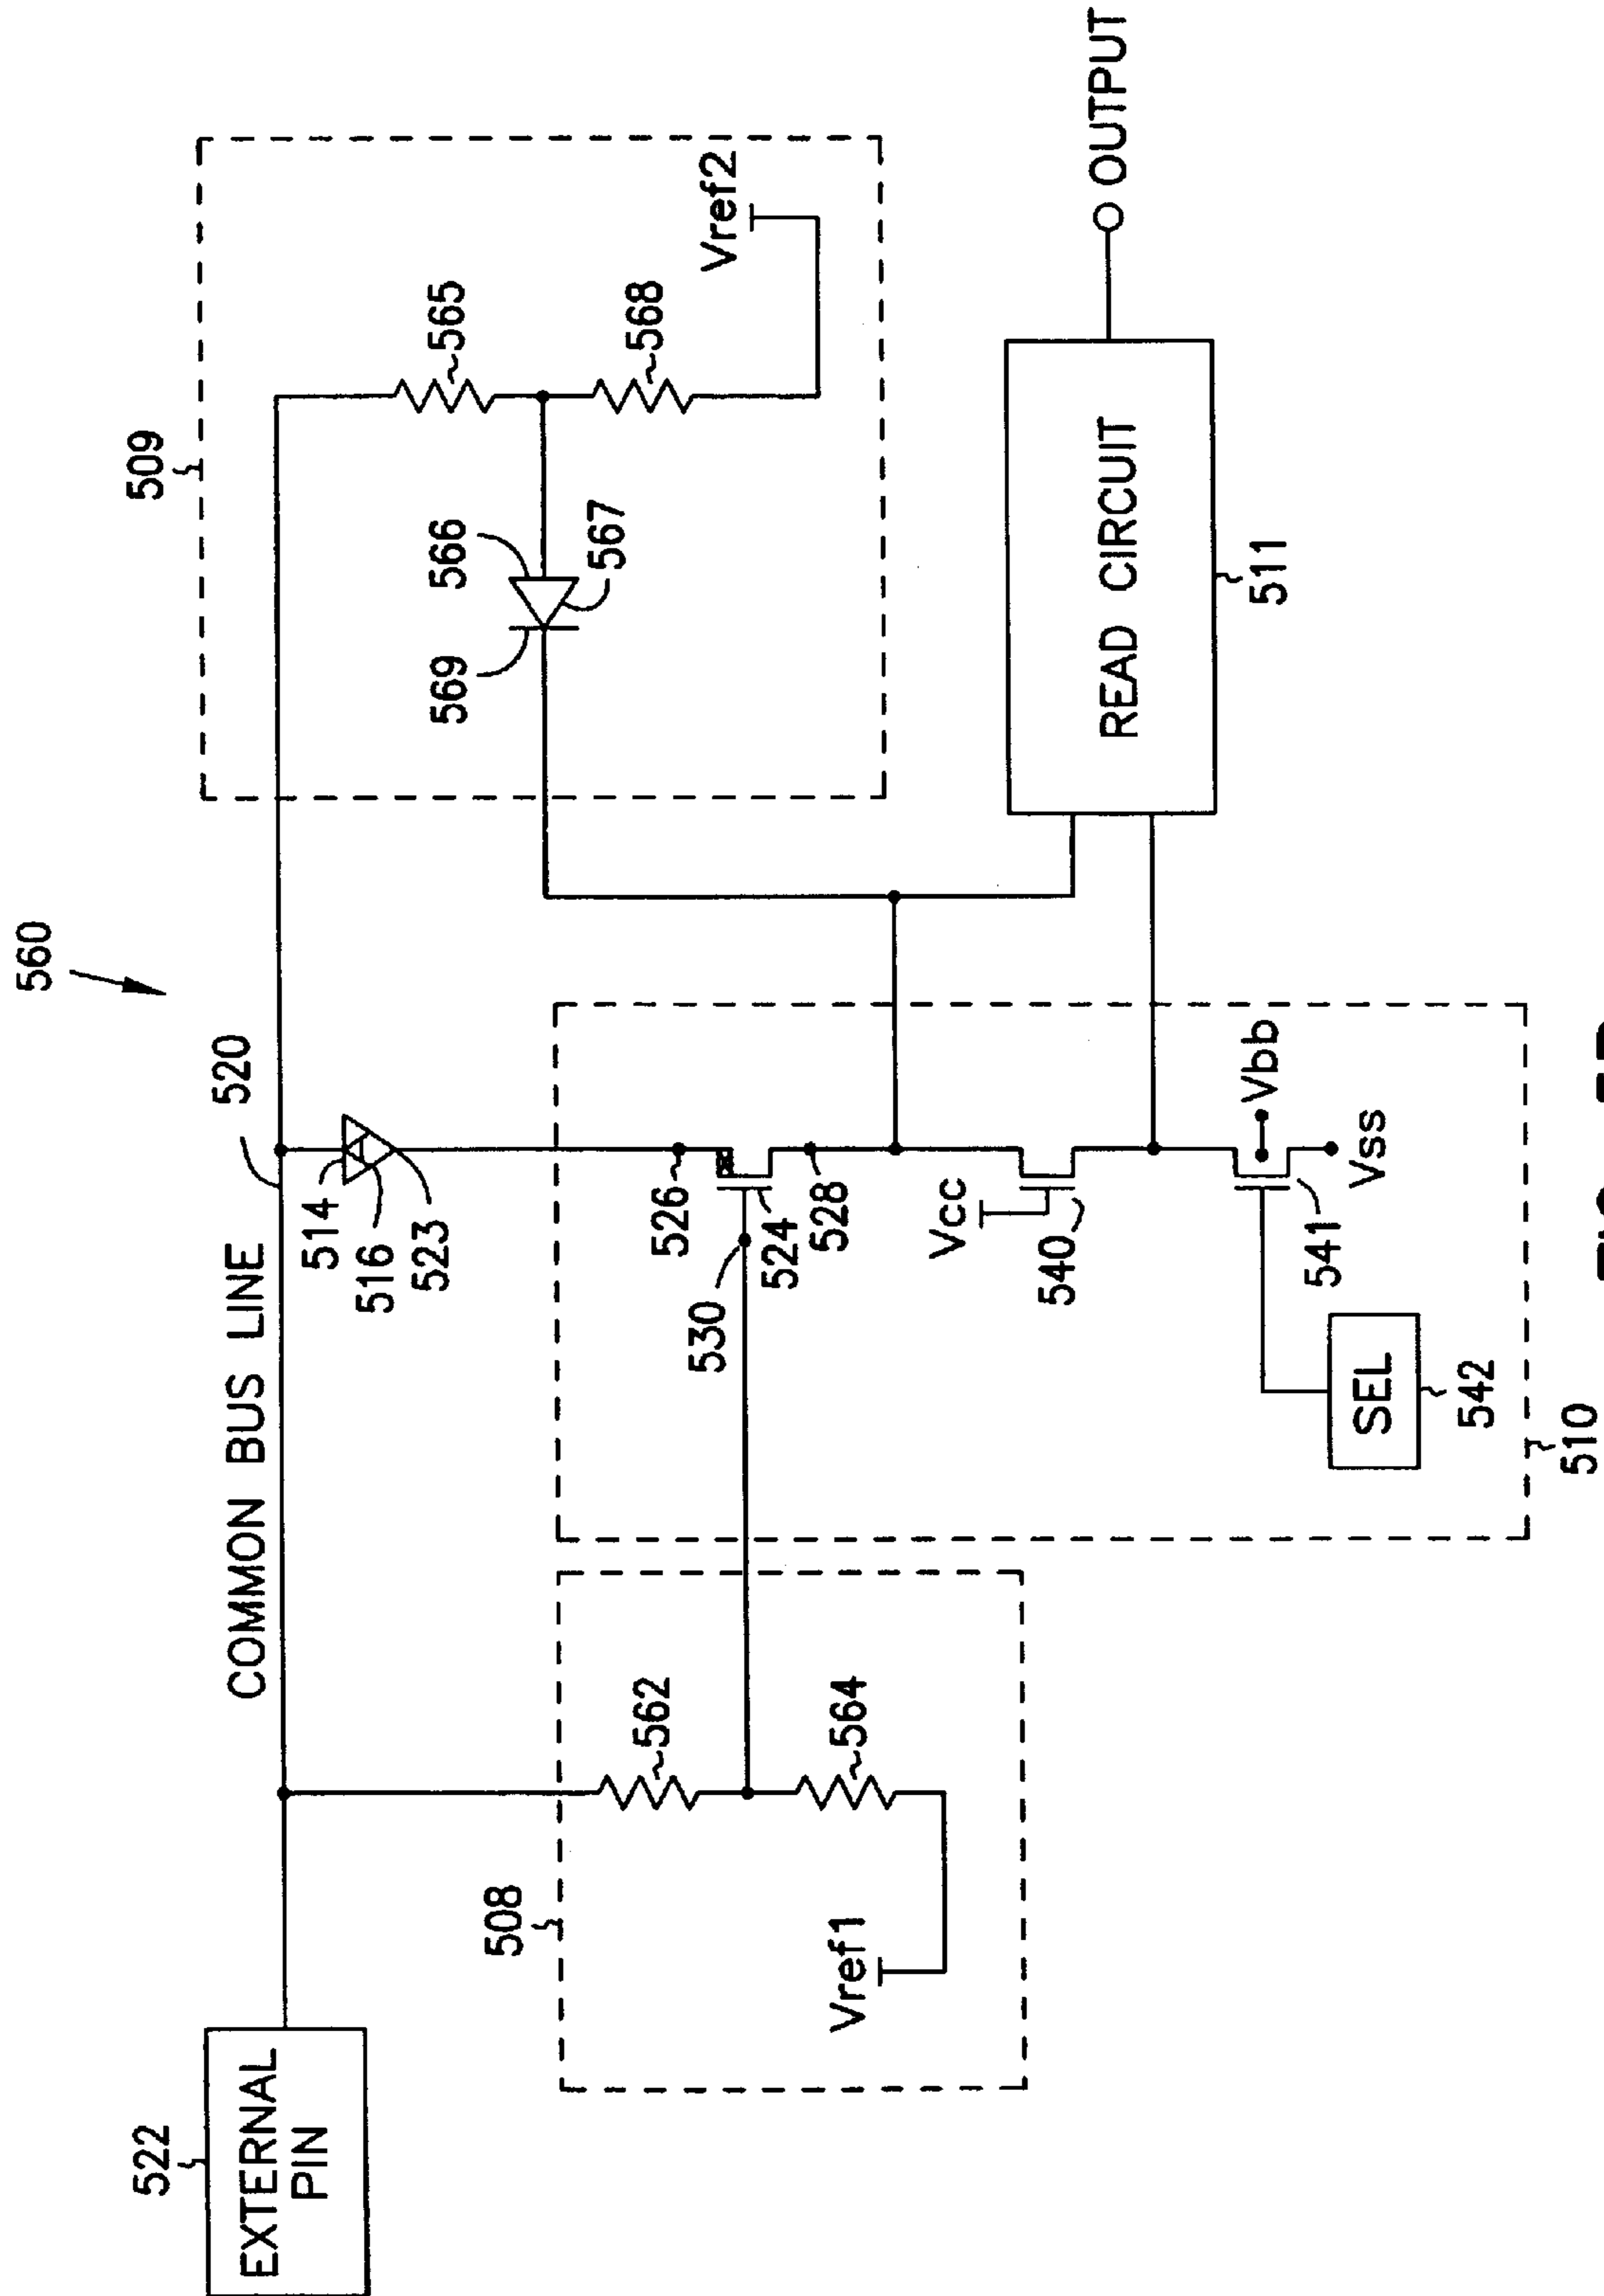 560
522
EXTERNAL
PIN
COMMON BUS LINE
520
514
516
523
509
565
566
567
569
568
Vref2
508
562
564
Vref1
526
530
524
528
Vcc
540
541
Vbb
Vss
SEL
542
510
READ CIRCUIT
511
OUTPUT